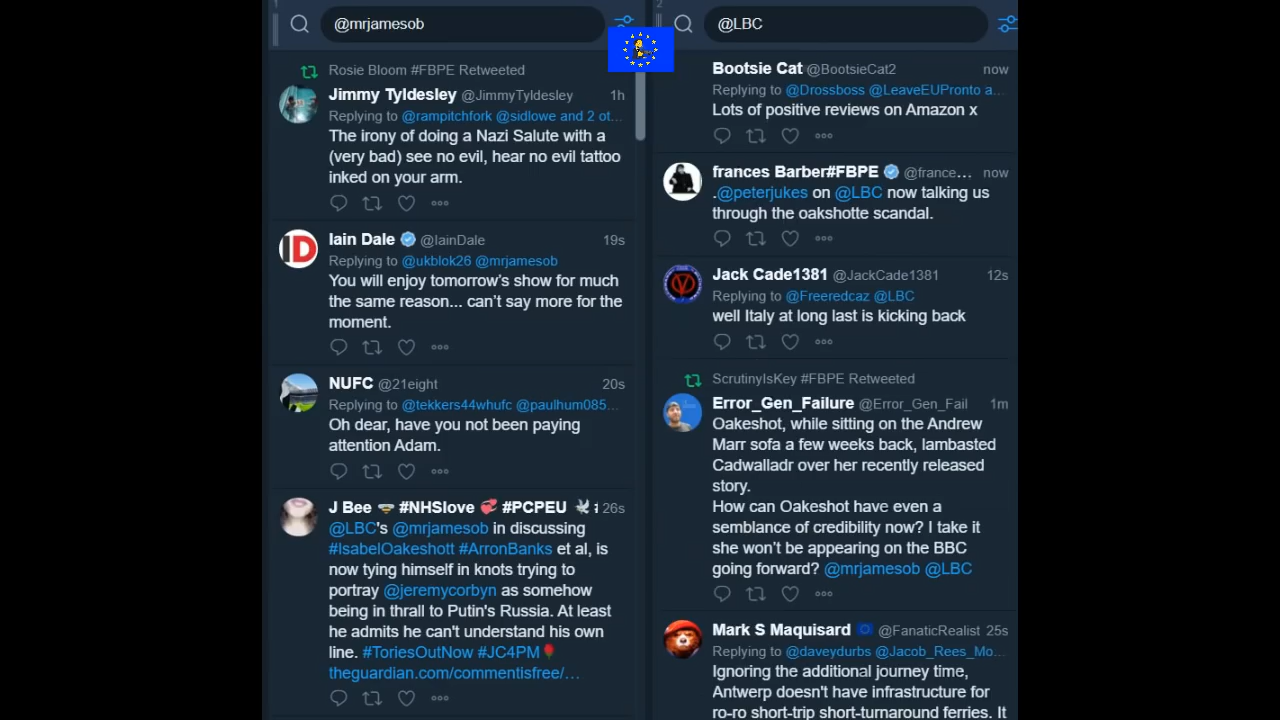 1
@mrjamesob
Rosie Bloom #FBPE Retweeted
Jimmy Tyldesley @JimmyTyldesley 1h
Replying to @rampitchfork @sidlowe and 2 ot...
The irony of doing a Nazi Salute with a
(very bad) see no evil, hear no evil tattoo
inked on your arm.
Iain Dale @IainDale 19s
Replying to @ukblok26 @mrjamesob
You will enjoy tomorrow's show for much
the same reason... can't say more for the
moment.
NUFC @21eight 20s
Replying to @tekkers44whufc @paulhum085...
Oh dear, have you not been paying
attention Adam.
J Bee #NHSlove #PCPEU 26s
@LBC's @mrjamesob in discussing
#IsabelOakeshott #ArronBanks et al, is
now tying himself in knots trying to
portray @jeremycorbyn as somehow
being in thrall to Putin's Russia. At least
he admits he can't understand his own
line. #ToriesOutNow #JC4PM
theguardian.com/commentisfree/...
2
@LBC
Bootsie Cat @BootsieCat2 now
Replying to @Drossboss @LeaveEUPronto a...
Lots of positive reviews on Amazon x
frances Barber#FBPE @france... now
.@peterjukes on @LBC now talking us
through the oakshotte scandal.
Jack Cade1381 @JackCade1381 12s
Replying to @Freeredcaz @LBC
well Italy at long last is kicking back
ScrutinyIsKey #FBPE Retweeted
Error_Gen_Failure @Error_Gen_Fail 1m
Oakeshot, while sitting on the Andrew
Marr sofa a few weeks back, lambasted
Cadwalladr over her recently released
story.
How can Oakeshot have even a
semblance of credibility now? I take it
she won't be appearing on the BBC
going forward? @mrjamesob @LBC
Mark S Maquisard @FanaticRealist 25s
Replying to @daveydurbs @Jacob_Rees_Mo...
Ignoring the additional journey time,
Antwerp doesn't have infrastructure for
ro-ro short-trip short-turnaround ferries. It